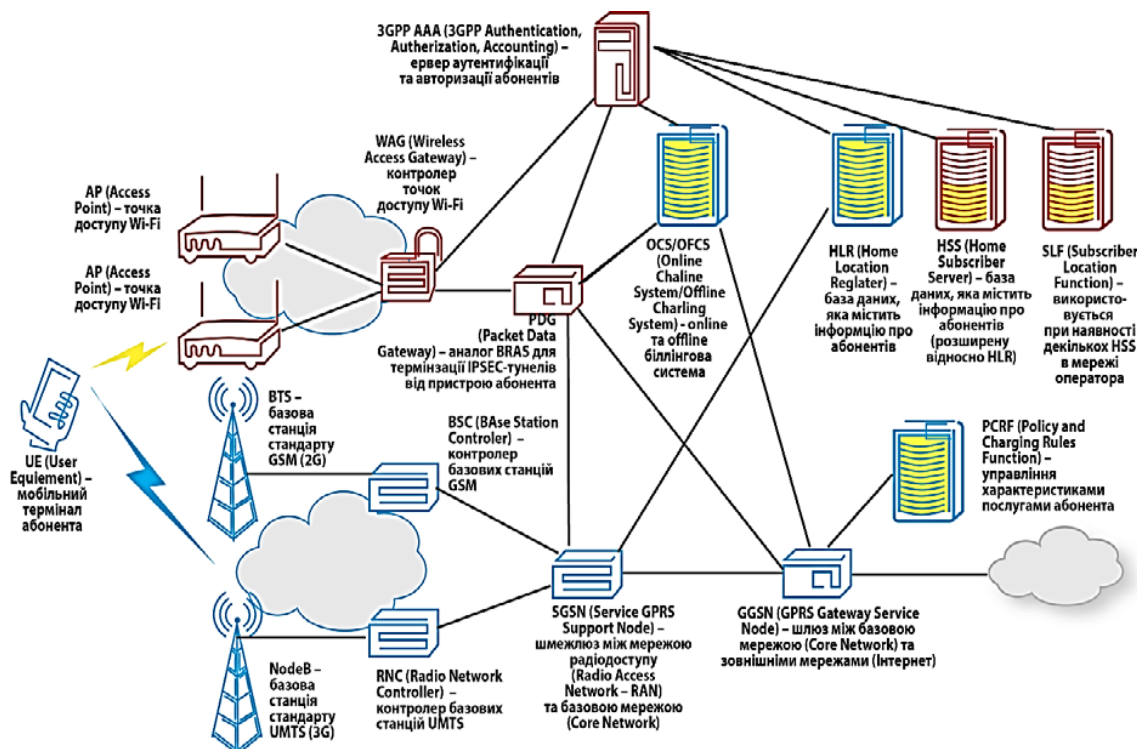 3GPP AAA (3GPP Authentication,
Autherization, Accounting) –
ервер аутентифікації
та авторизації абонентів
WAG (Wireless
Access Gateway) –
контролер
точок
доступу Wi-Fi
AP (Access
Point) – точка
доступу Wi-Fi
AP (Access
Point) – точка
доступу Wi-Fi
OCS/OFCS
(Online
Chaline
System/Offline
Charling
System) - online
та offline
біллінгова
система
HLR (Home
Location
Reglater) –
база даних,
яка містить
інформцію про
абонентів
HSS (Home
Subscriber
Server) – база
даних, яка містить
інформацію про
абонентів
(розширену
відносно HLR)
SLF (Subscriber
Location Function) –
використо-
вується
при наявності
декількох HSS
в мережі
оператора
PDG
(Packet Data
Gateway) – аналог BRAS для
термінзації IPSEC-тунелів
від пристрою абонента
UE (User
Equiement) –
мобільний
термінал
абонента
BTS –
базова
станція
стандарту
GSM (2G)
BSC (BAse Station
Controler) –
контролер
базових станцій
GSM
PCRF (Policy and
Charging Rules
Function) –
управління
характеристиками
послугами абонента
NodeB –
базова
станція
стандарту
UMTS (3G)
RNC (Radio Network
Controller) –
контролер базових
станцій UMTS
SGSN (Service GPRS
Support Node) –
шмежлюз між мережою
радіодоступу
(Radio Access
Network – RAN)
та базовою мережою
(Core Network)
GGSN (GPRS Gateway Service
Node) – шлюз між базовою
мережою (Core Network) та
зовнішніми мережами (Інтернет)